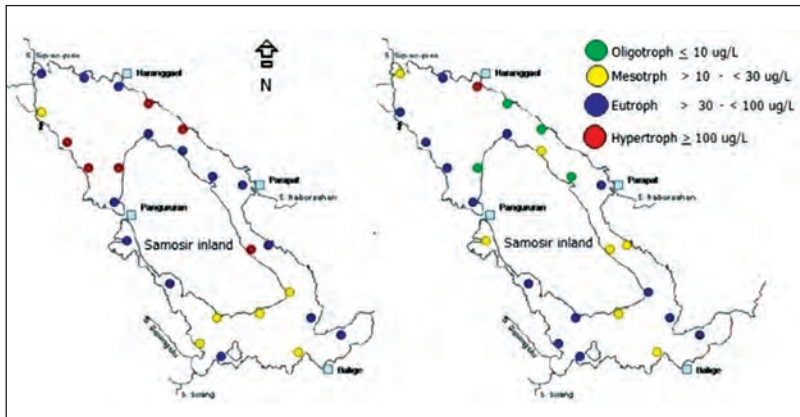 Haranggaol
N
Parapat
Pangururan
Samosir inland
Balige
Oligotroph ≤ 10 ug/L
Mesotrph > 10 - < 30 ug/L
Eutroph > 30 - < 100 ug/L
Hypertroph ≥ 100 ug/L
Haranggaol
Parapat
Pangururan
Samosir inland
Balige